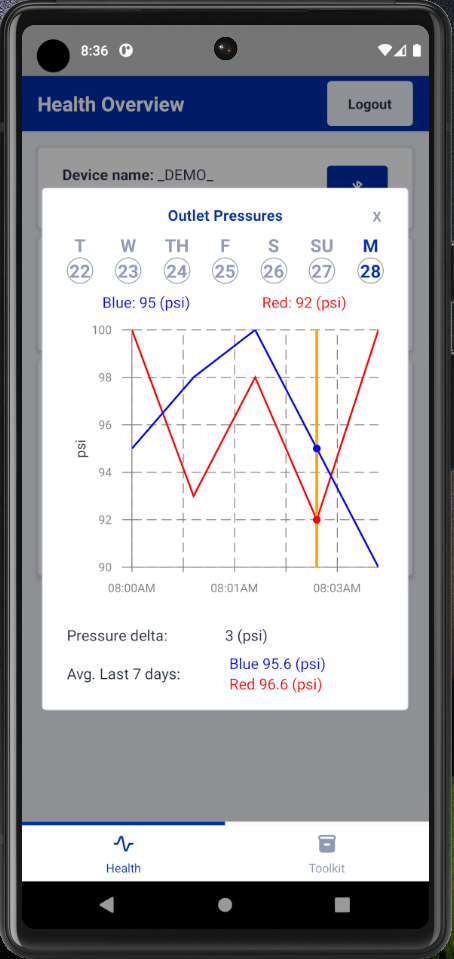 8:36
Health Overview
Logout
Device name: _DEMO_
Outlet Pressures
X
T W TH F S SU M
22 23 24 25 26 27 28
Blue: 95 (psi) Red: 92 (psi)
100
98
96
94
92
90
psi
08:00AM 08:01AM 08:03AM
Pressure delta: 3 (psi)
Avg. Last 7 days: Blue 95.6 (psi)
Red 96.6 (psi)
Health Toolkit